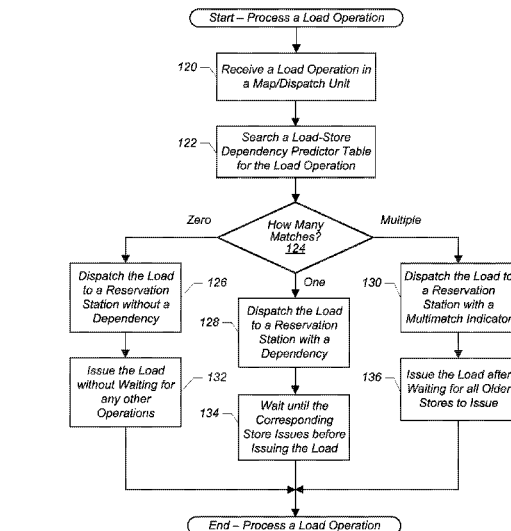 Start – Process a Load Operation
120
Receive a Load Operation in
a Map/Dispatch Unit
122
Search a Load-Store
Dependency Predictor Table
for the Load Operation
Zero
How Many
Matches?
124
Multiple
One
Dispatch the Load
to a Reservation
Station without a
Dependency
126
128
Dispatch the Load
to a Reservation
Station with a
Dependency
130
Dispatch the Load to
a Reservation
Station with a
Multimatch Indicator
Issue the Load
without Waiting for
any other
Operations
132
134
Wait until the
Corresponding
Store Issues before
Issuing the Load
136
Issue the Load after
Waiting for all Older
Stores to Issue
End – Process a Load Operation